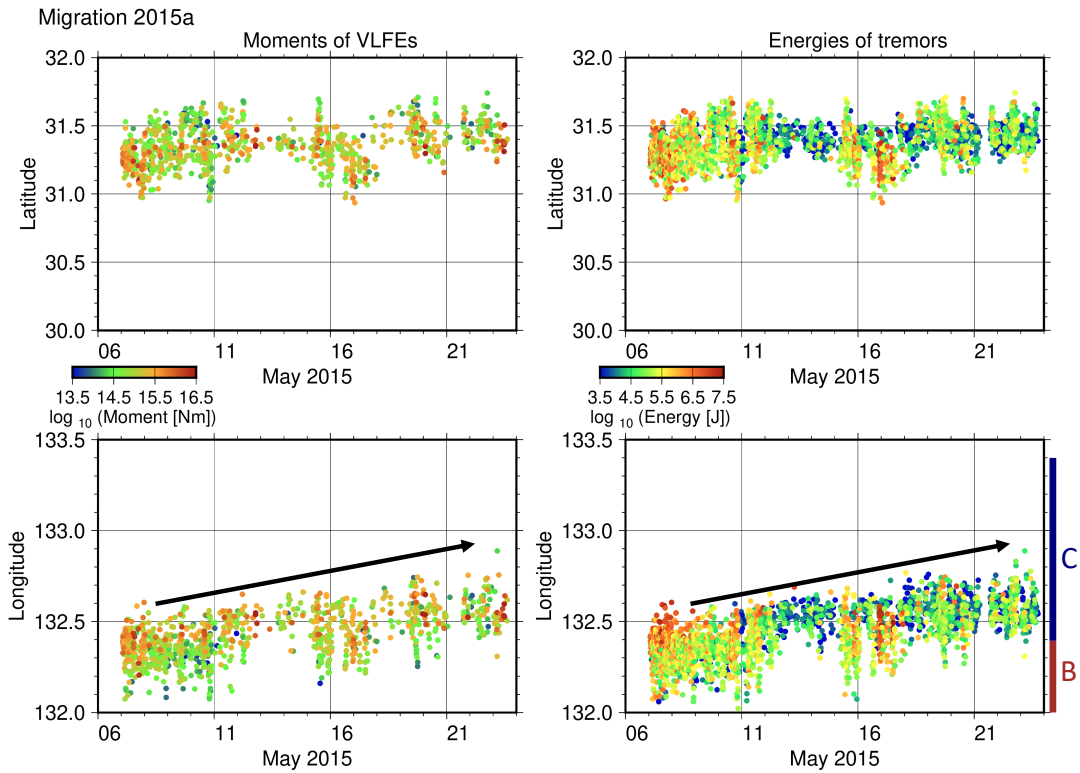 Migration 2015a
Moments of VLFEs
Energies of tremors
32.0
31.5
31.0
30.5
30.0
Latitude
06 11 16 21
May 2015
32.0
31.5
31.0
30.5
30.0
Latitude
06 11 16 21
May 2015
13.5 14.5 15.5 16.5
log 10 (Moment [Nm])
3.5 4.5 5.5 6.5 7.5
log 10 (Energy [J])
133.5
133.0
132.5
132.0
Longitude
06 11 16 21
May 2015
133.5
133.0
132.5
132.0
Longitude
06 11 16 21
May 2015
C
B